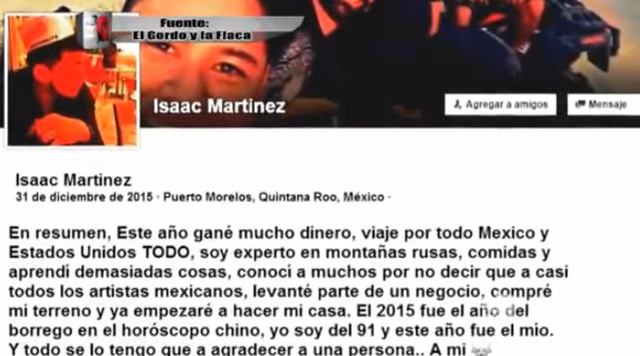 Fuente:
El Gordo y la Flaca
Isaac Martinez
Agregar a amigos
Mensaje
Isaac Martinez
31 de diciembre de 2015 · Puerto Morelos, Quintana Roo, México ·
En resumen, Este año gané mucho dinero, viaje por todo Mexico y
Estados Unidos TODO, soy experto en montañas rusas, comidas y
aprendí demasiadas cosas, conocí a muchos por no decir que a casi
todos los artistas mexicanos, levanté parte de un negocio, compré
mi terreno y ya empezaré a hacer mi casa. El 2015 fue el año del
borrego en el horóscopo chino, yo soy del 91 y este año fue el mio.
Y todo se lo tengo que a agradecer a una persona.. A mi